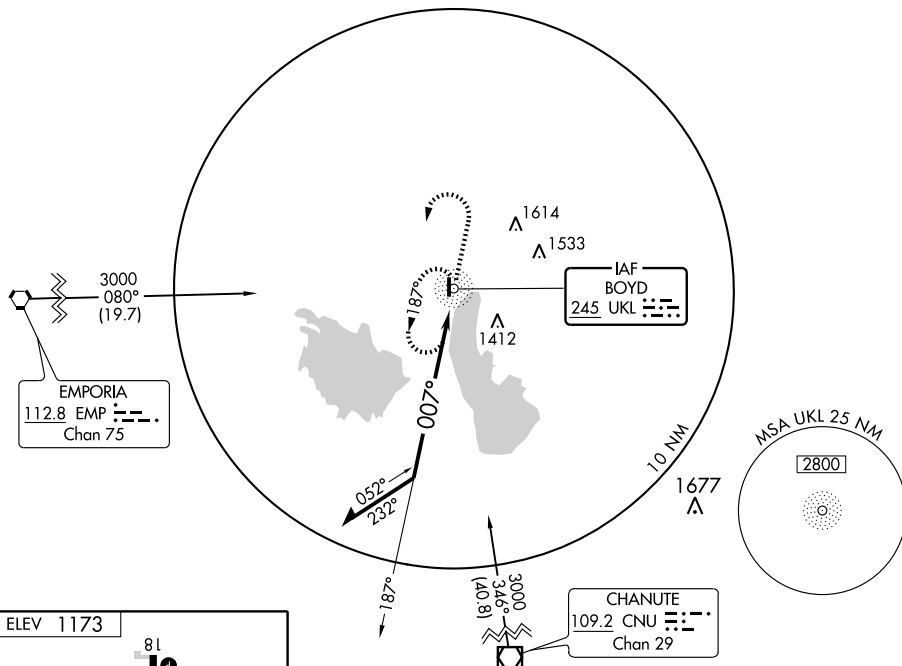 1614
1533
IAF
BOYD
245 UKL
3000
080°
(19.7)
187°
1412
EMPORIA
112.8 EMP
Chan 75
007°
10 NM
MSA UKL 25 NM
2800
1677
052°
232°
187°
3000
346°
(40.8)
CHANUTE
109.2 CNU
Chan 29
ELEV 1173
18